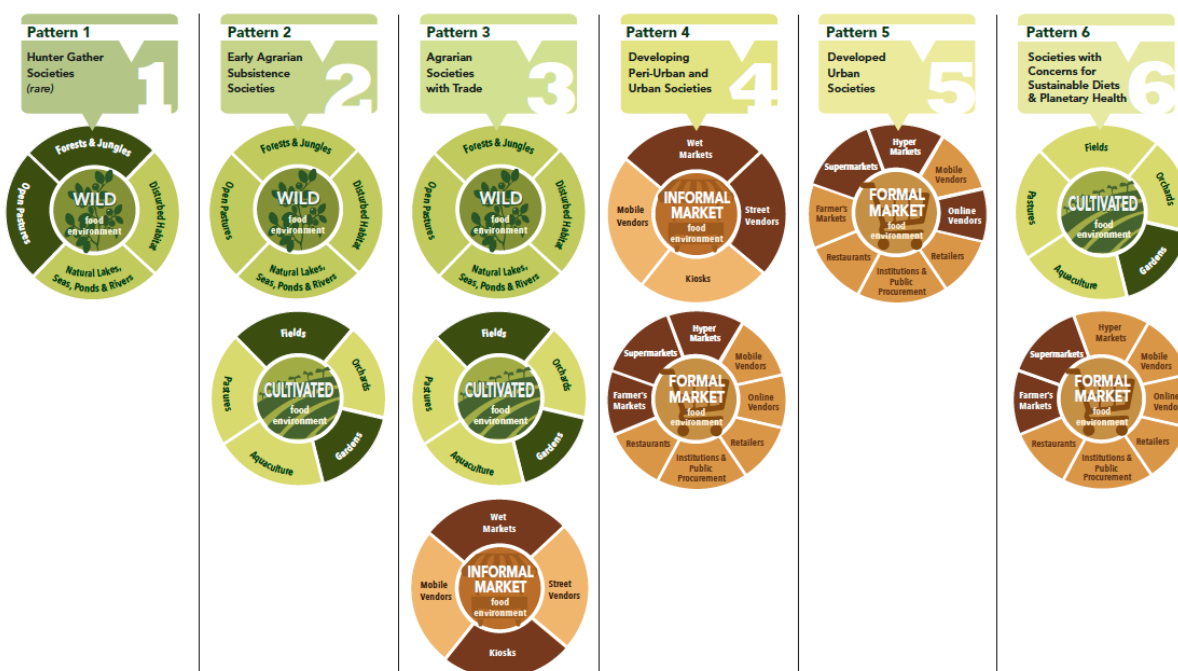 Pattern 1
Hunter Gather
Societies
(rare)
1
Forests & Jungles
Open Pastures
Disturbed Habitat
Natural Lakes,
Seas, Ponds & Rivers
WILD
food
environment
Pattern 2
Early Agrarian
Subsistence
Societies
2
Forests & Jungles
Open Pastures
Disturbed Habitat
Natural Lakes,
Seas, Ponds & Rivers
WILD
food
environment
Fields
Pastures
Orchards
Aquaculture
Gardens
CULTIVATED
food
environment
Pattern 3
Agrarian
Societies
with Trade
3
Forests & Jungles
Open Pastures
Disturbed Habitat
Natural Lakes,
Seas, Ponds & Rivers
WILD
food
environment
Fields
Pastures
Orchards
Aquaculture
Gardens
CULTIVATED
food
environment
Wet
Markets
Mobile
Vendors
Street
Vendors
Kiosks
INFORMAL
MARKET
food
environment
Pattern 4
Developing
Peri-Urban and
Urban Societies
4
Wet
Markets
Mobile
Vendors
Street
Vendors
Kiosks
INFORMAL
MARKET
food
environment
Hyper
Markets
Supermarkets
Mobile
Vendors
Farmer's
Markets
Online
Vendors
Restaurants
Retailers
Institutions &
Public
Procurement
FORMAL
MARKET
food
environment
Pattern 5
Developed
Urban
Societies
5
Hyper
Markets
Supermarkets
Mobile
Vendors
Farmer's
Markets
Online
Vendors
Restaurants
Retailers
Institutions & Public
Procurement
FORMAL
MARKET
food
environment
Pattern 6
Societies with
Concerns for
Sustainable Diets
& Planetary Health
6
Fields
Pastures
Orchards
Aquaculture
Gardens
CULTIVATED
food
environment
Hyper
Markets
Supermarkets
Mobile
Vendors
Farmer's
Markets
Online
Vendo
Restaurants
Retailers
Institutions &
Public
Procurement
FORMAL
MARKET
food
environment